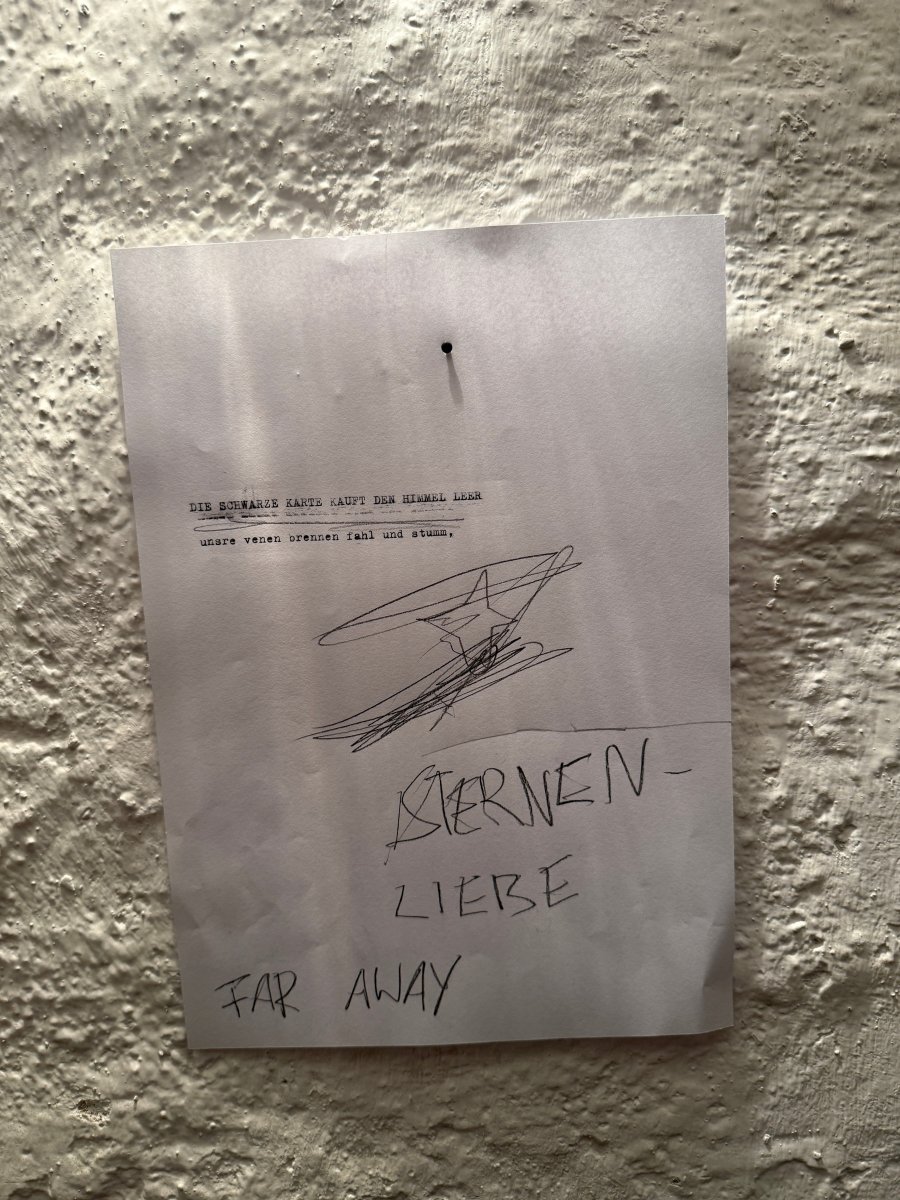 DIE SCHWARZE KARTE KAUFT DEN HIMMEL LEER
unsre venen brennen fahl und stumm,
STERNEN-
LIEBE
FAR AWAY